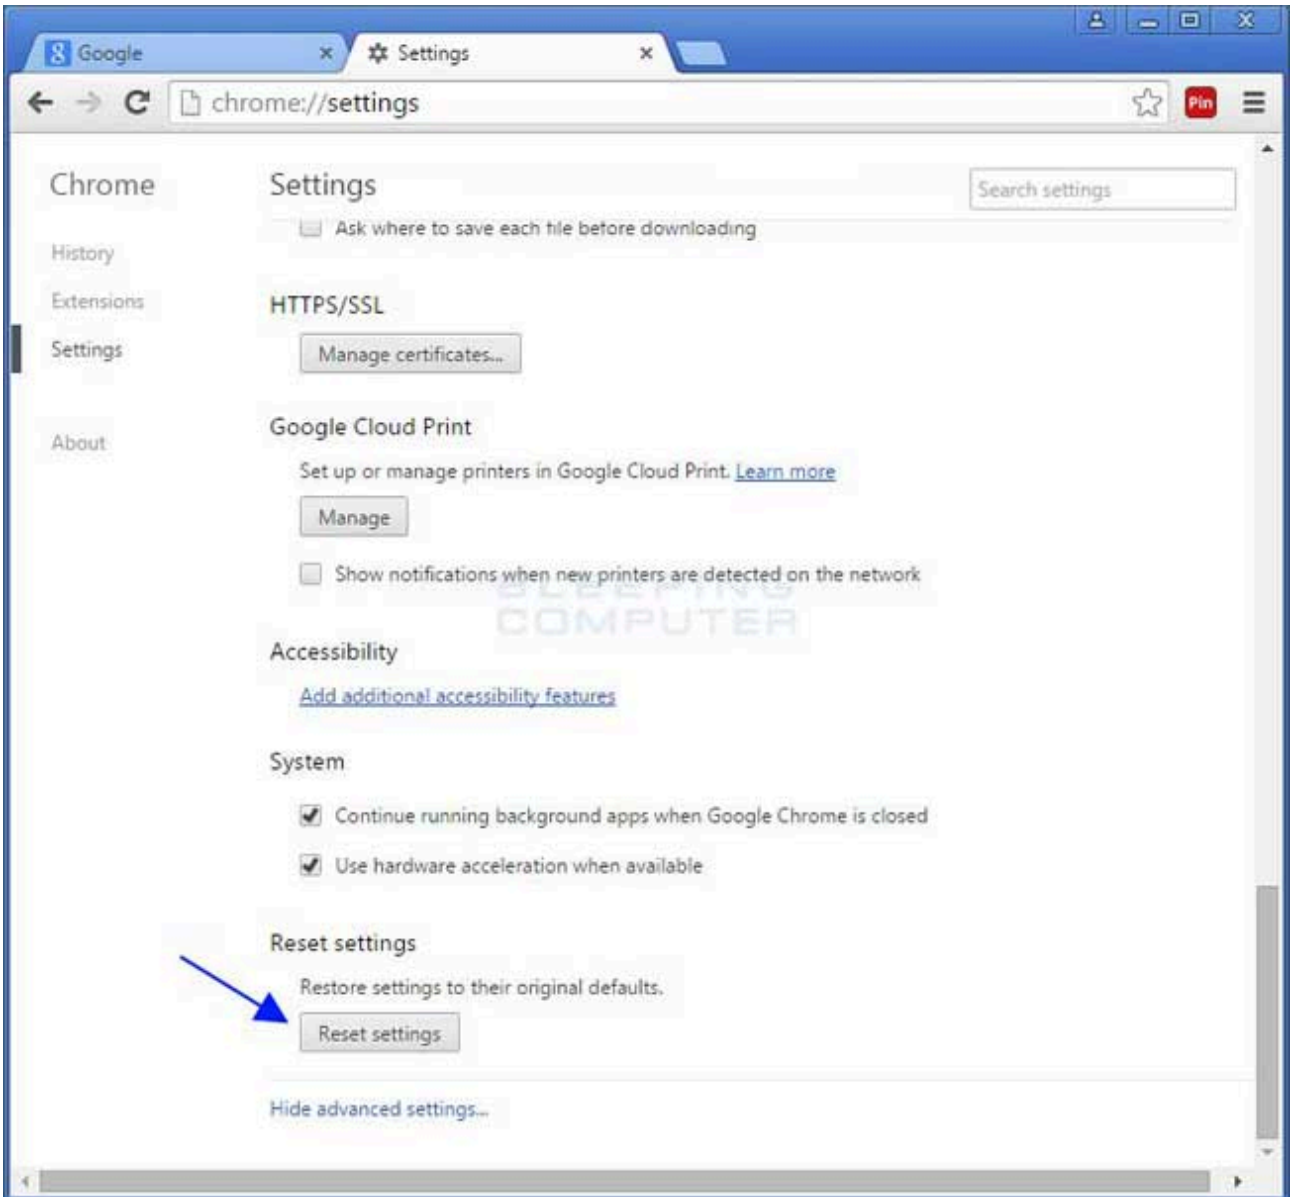 Google
Settings
chrome://settings
Pin
Chrome
Settings
Search settings
Ask where to save each file before downloading
History
Extensions
HTTPS/SSL
Settings
Manage certificates...
Google Cloud Print
About
Set up or manage printers in Google Cloud Print. Learn more
Manage
Show notifications when new printers are detected on the network
SLEEPING
COMPUTER
Accessibility
Add additional accessibility features
System
Continue running background apps when Google Chrome is closed
Use hardware acceleration when available
Reset settings
Restore settings to their original defaults.
Reset settings
Hide advanced settings...